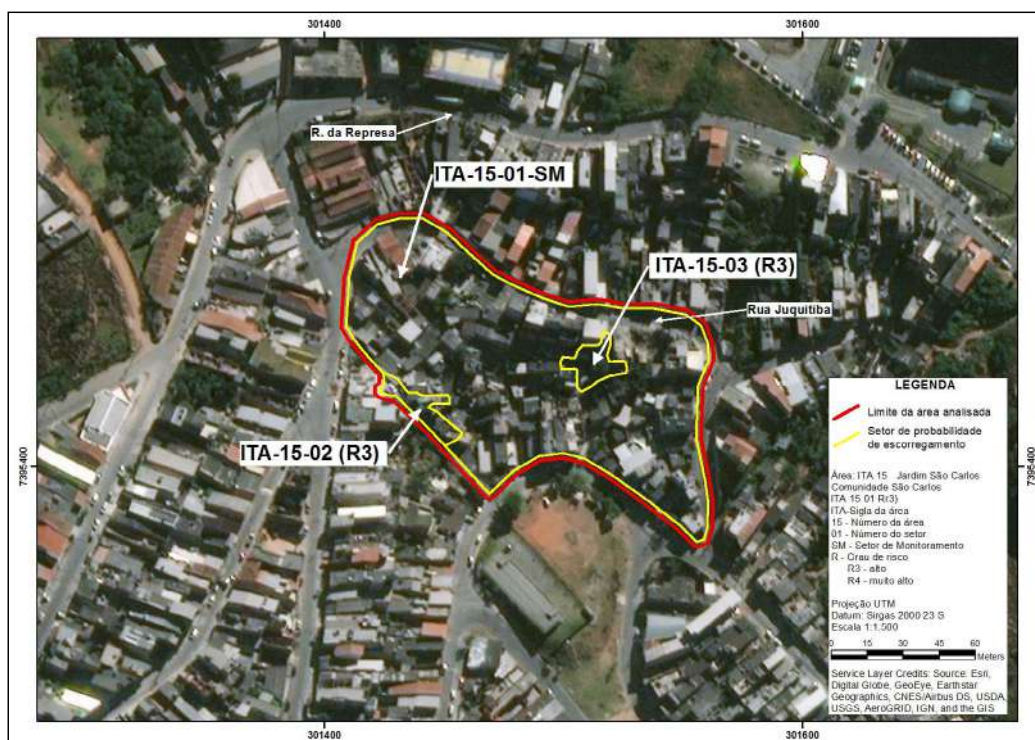 301400
301600
R. da Represa
ITA-15-01-SM
ITA-15-03 (R3)
Rua Juquitiba
ITA-15-02 (R3)
7395400
7395400
LEGENDA
Limite da área analisada
Setor de probabilidade
de escorregamento
Área: ITA 15 Jardim São Carlos
Comunidade São Carlos
ITA 15 01 R(3)
ITA-Sigla da área
15 - Número da área
01 - Número do setor
SM - Setor de Monitoramento
R - Grau de risco
R3 - alto
R4 - muito alto
Projeção UTM
Datum: Sirgas 2000 23 S
Escala 1:1.500
0 15 30 45 60
Meters
Service Layer Credits: Source: Esri,
Digital Globe, GeoEye, Earthstar
Geographics, CNES/Airbus DS, USDA,
USGS, AeroGRID, IGN, and the GIS
301400
301600